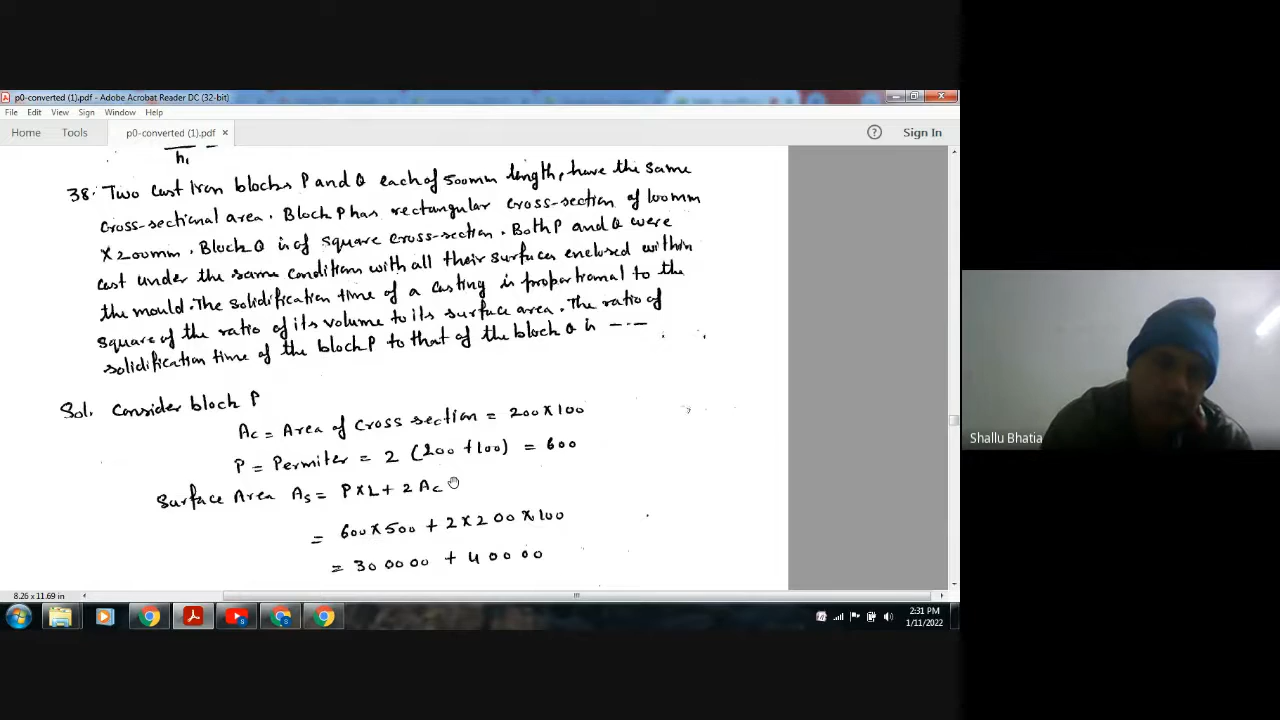 p0-converted (1).pdf - Adobe Acrobat Reader DC (32-bit)
File Edit View Sign Window Help
Home Tools p0-converted (1).pdf × Sign In
h₁
38. Two Cast Iron blocks P and Q each of 500mm length, have the same
cross-sectional area. Block P has rectangular cross-section of 100mm
X 200mm. Block Q is of square cross-section. Both P and Q were
cast under the same condition with all their surfaces enclosed within
the mould. The solidification time of a casting is proportional to the
square of the ratio of its volume to its surface area. The ratio of
solidification time of the block P to that of the block Q is ----
Sol. Consider block P
Ac = Area of cross section = 200 X 100
P = Permiter = 2 (200 + 100) = 600
Surface Area As = P X L + 2 Ac
= 600 X 500 + 2 X 200 X 100
= 300000 + 40000
8.26 x 11.69 in
2:31 PM
1/11/2022
Shallu Bhatia